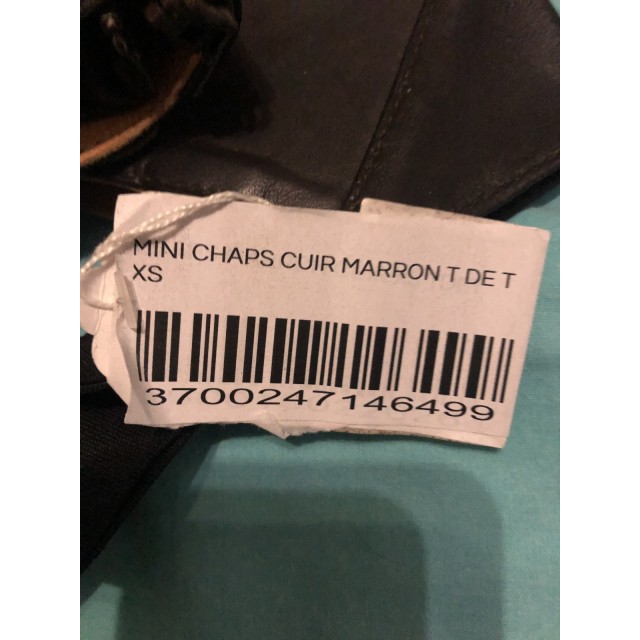 MINI CHAPS CUIR MARRON T DE T
XS
3700247146499